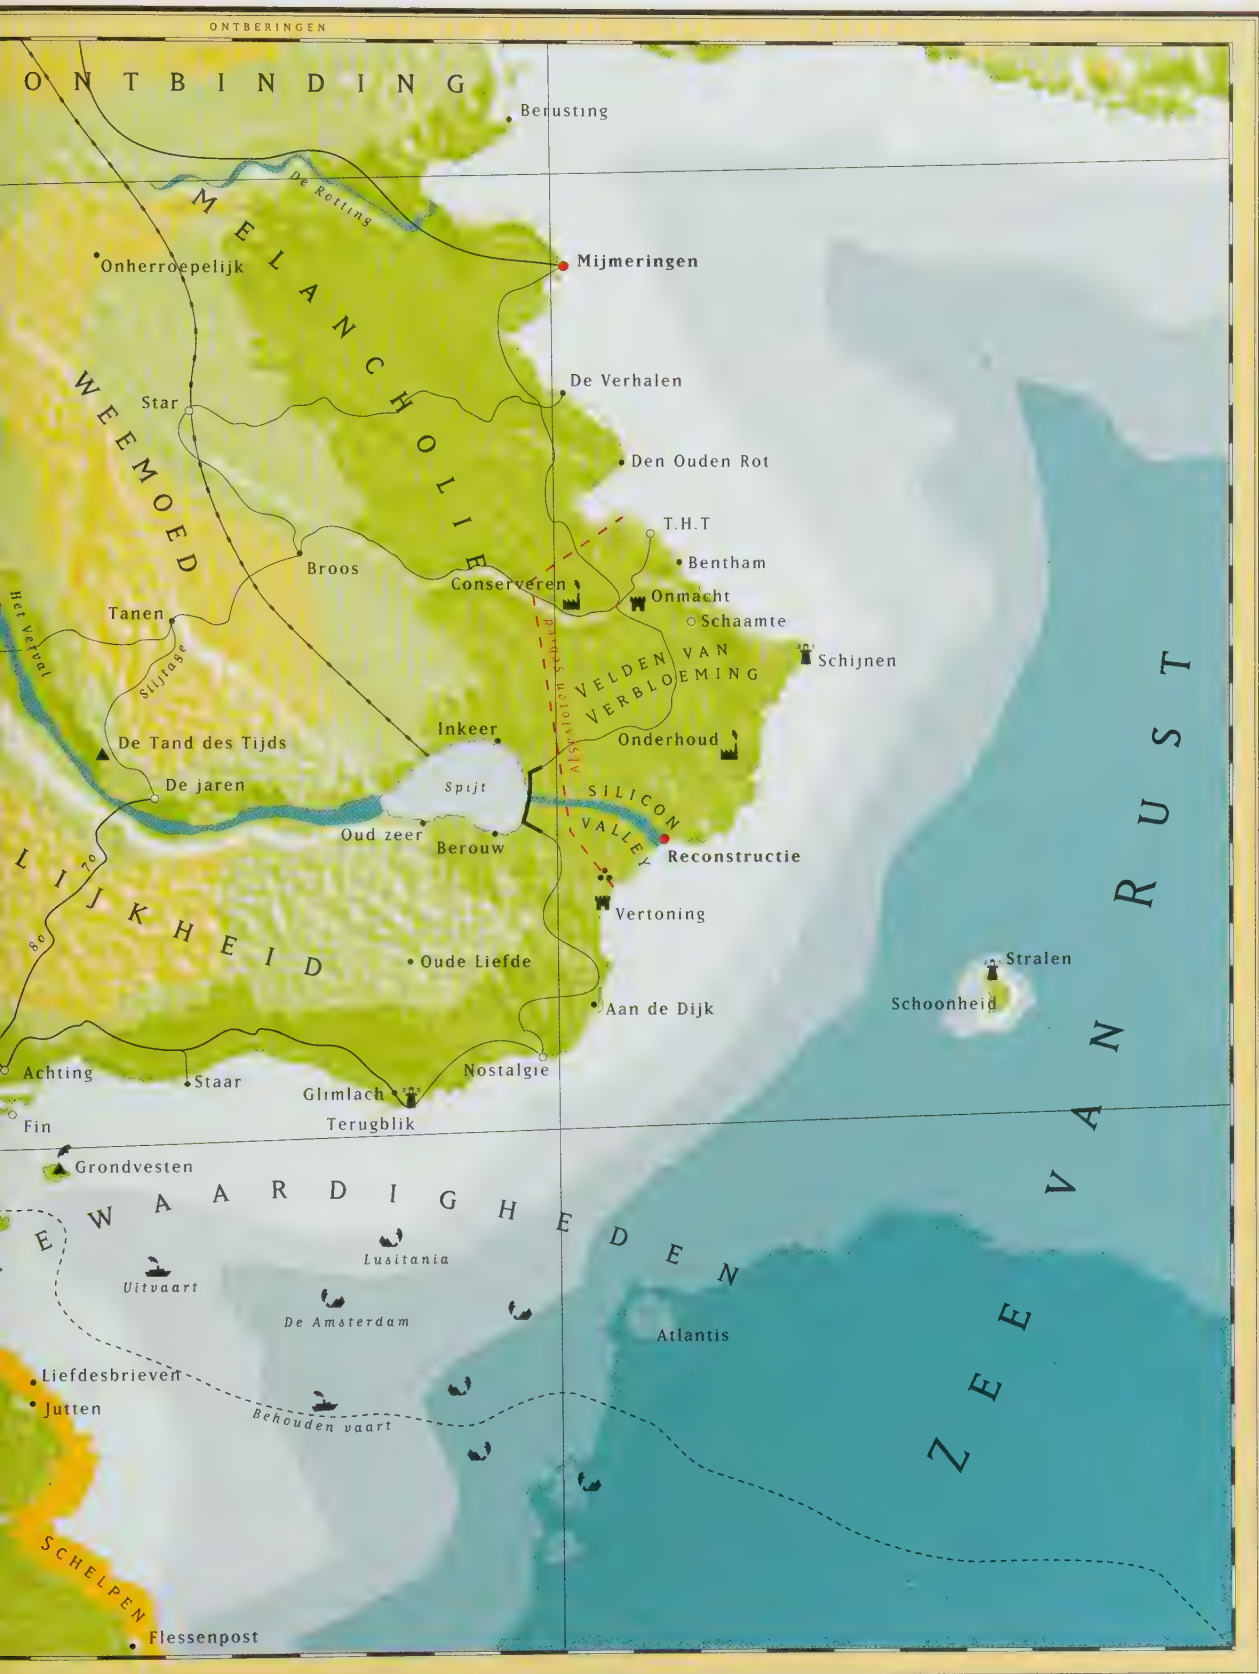 ONTBERINGEN
ONTBINDING
Berusting
De Rotting
MELANCHOLIE
Onherroepelijk
Mijmeringen
WEEMOED
De Verhalen
Star
Den Ouden Rot
T.H.T
Bentham
Broos
Conserveren
Onmacht
Het Verval
Tanen
Schaamte
Slijtage
VELDEN VAN
VERBLOEMING
Schijnen
Inkeer
Onderhoud
De Tand des Tijds
De jaren
Spijt
SILICON
VALLEY
Oud zeer
Berouw
Reconstructie
70
LIJKHEID
80
Vertoning
Oude Liefde
Stralen
Schoonheid
Aan de Dijk
Achting
Staar
Nostalgie
Glimlach
Terugblik
Fin
Grondvesten
EWAARDIGHEDEN
Lusitania
Uitvaart
De Amsterdam
Atlantis
Liefdesbrieven
Jutten
Behouden vaart
ZEE VAN RUST
SCHELPEN
Flessenpost